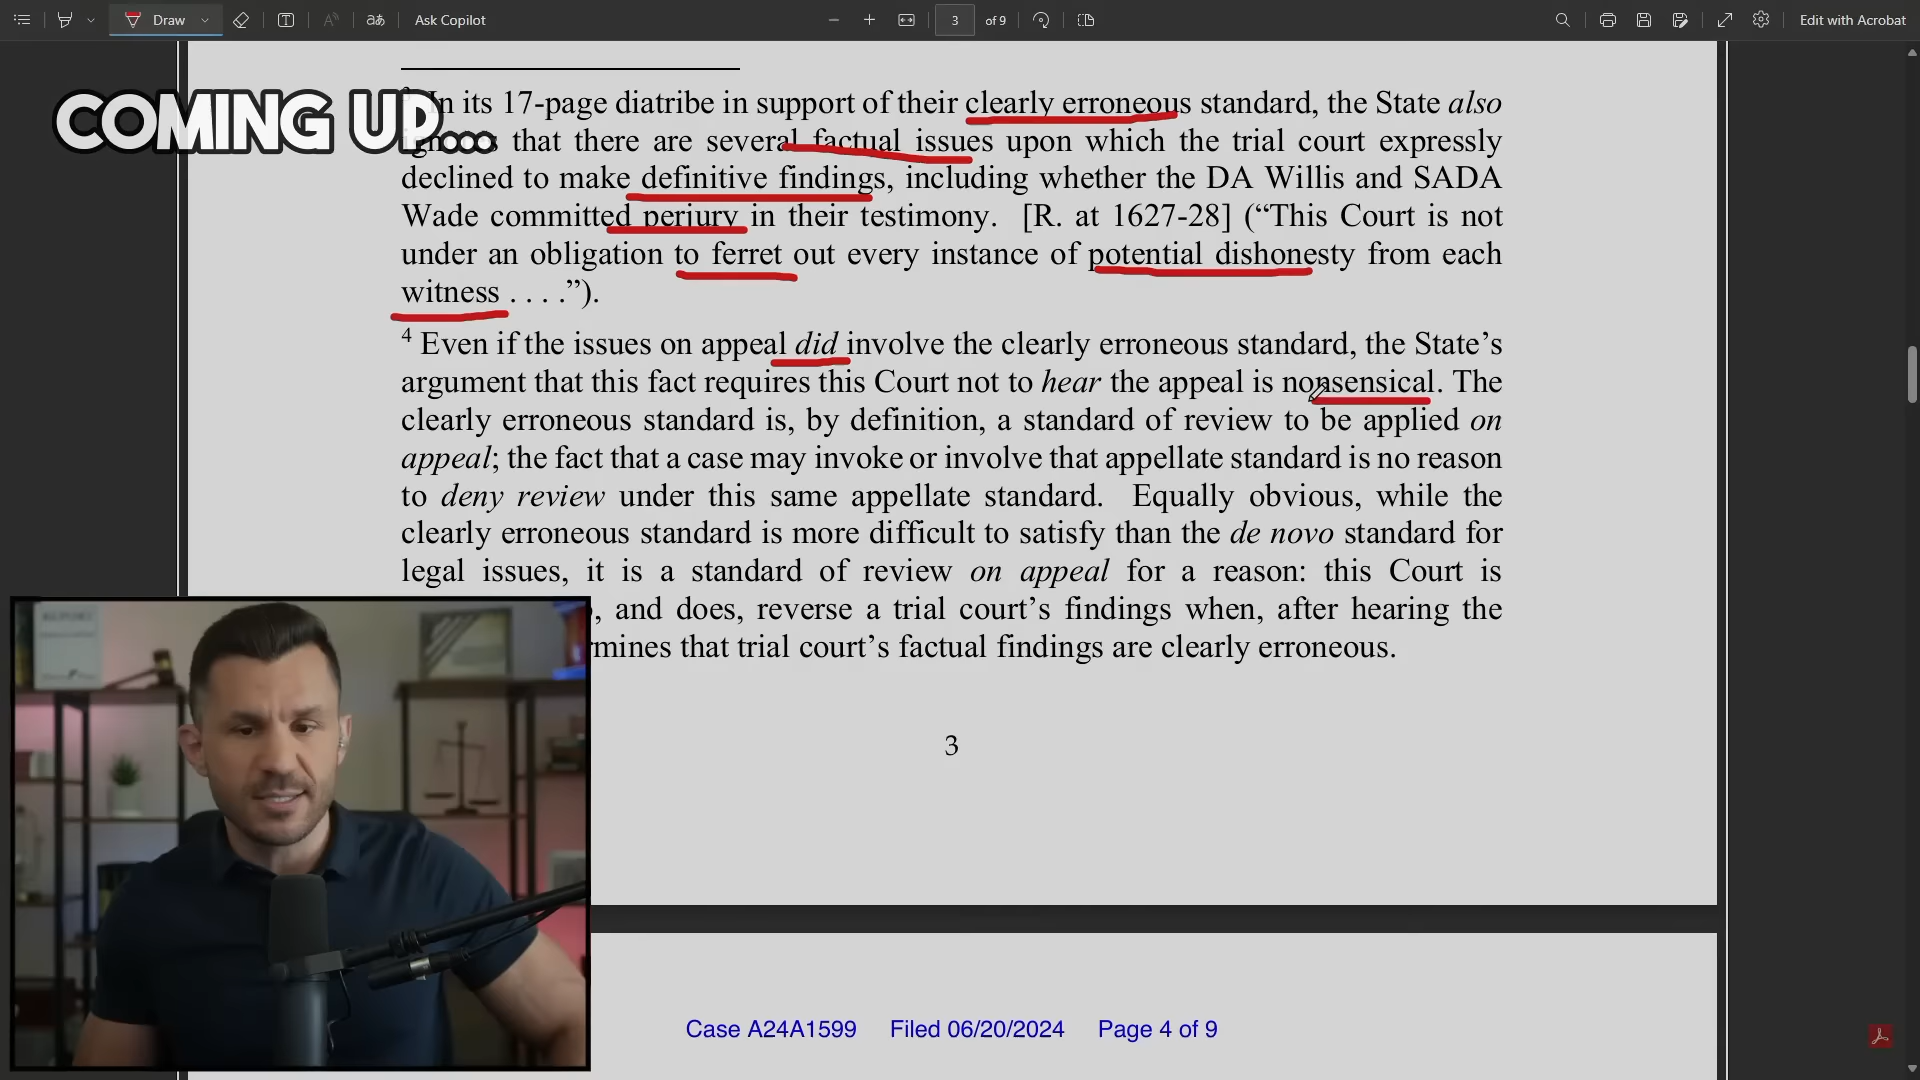 Draw
Ask Copilot
3
of 9
Edit with Acrobat
COMING UP...
In its 17-page diatribe in support of their clearly erroneous standard, the State also
that there are several factual issues upon which the trial court expressly
declined to make definitive findings, including whether the DA Willis and SADA
Wade committed perjury in their testimony. [R. at 1627-28] (“This Court is not
under an obligation to ferret out every instance of potential dishonesty from each
witness . . . .”).
4 Even if the issues on appeal did involve the clearly erroneous standard, the State’s
argument that this fact requires this Court not to hear the appeal is nonsensical. The
clearly erroneous standard is, by definition, a standard of review to be applied on
appeal; the fact that a case may invoke or involve that appellate standard is no reason
to deny review under this same appellate standard. Equally obvious, while the
clearly erroneous standard is more difficult to satisfy than the de novo standard for
legal issues, it is a standard of review on appeal for a reason: this Court is
, and does, reverse a trial court’s findings when, after hearing the
rmines that trial court’s factual findings are clearly erroneous.
3
Case A24A1599 Filed 06/20/2024 Page 4 of 9